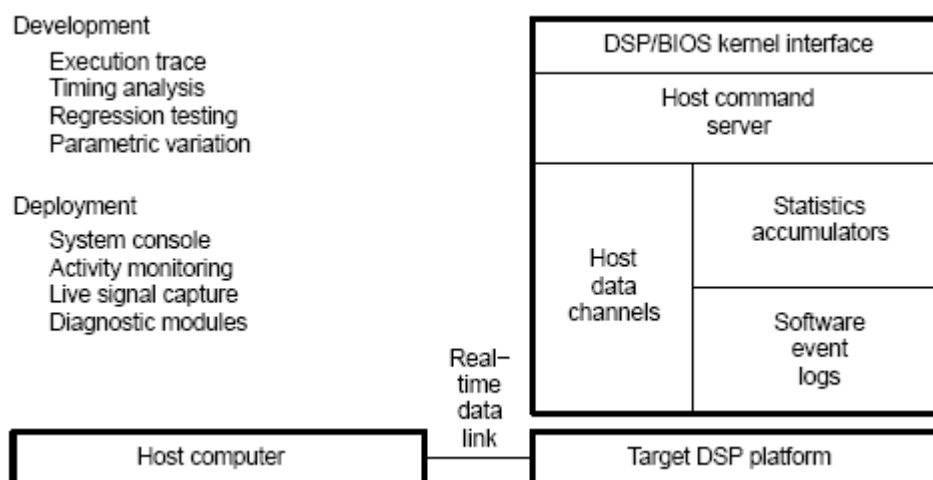 Development
Execution trace
Timing analysis
Regression testing
Parametric variation
Deployment
System console
Activity monitoring
Live signal capture
Diagnostic modules
DSP/BIOS kernel interface
Host command
server
Host
data
channels
Statistics
accumulators
Software
event
logs
Real−
time
data
link
Host computer
Target DSP platform